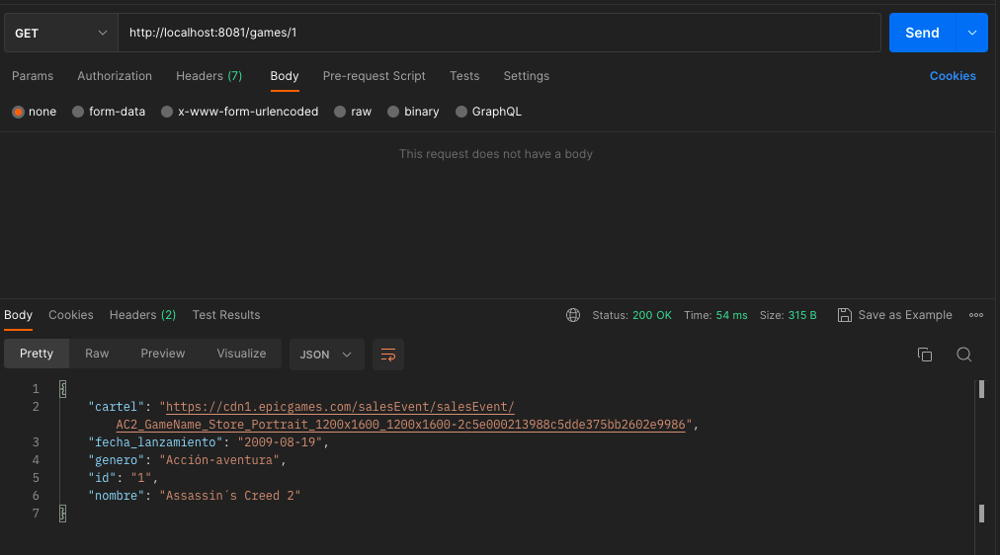 GET http://localhost:8081/games/1 Send
Params Authorization Headers (7) Body Pre-request Script Tests Settings Cookies
none form-data x-www-form-urlencoded raw binary GraphQL
This request does not have a body
Body Cookies Headers (2) Test Results Status: 200 OK Time: 54 ms Size: 315 B Save as Example
Pretty Raw Preview Visualize JSON
1 {
2 "cartel": "https://cdn1.epicgames.com/salesEvent/salesEvent/
AC2_GameName_Store_Portrait_1200x1600_1200x1600-2c5e000213988c5dde375bb2602e9986",
3 "fecha_lanzamiento": "2009-08-19",
4 "genero": "Acción-aventura",
5 "id": "1",
6 "nombre": "Assassin´s Creed 2"
7 }